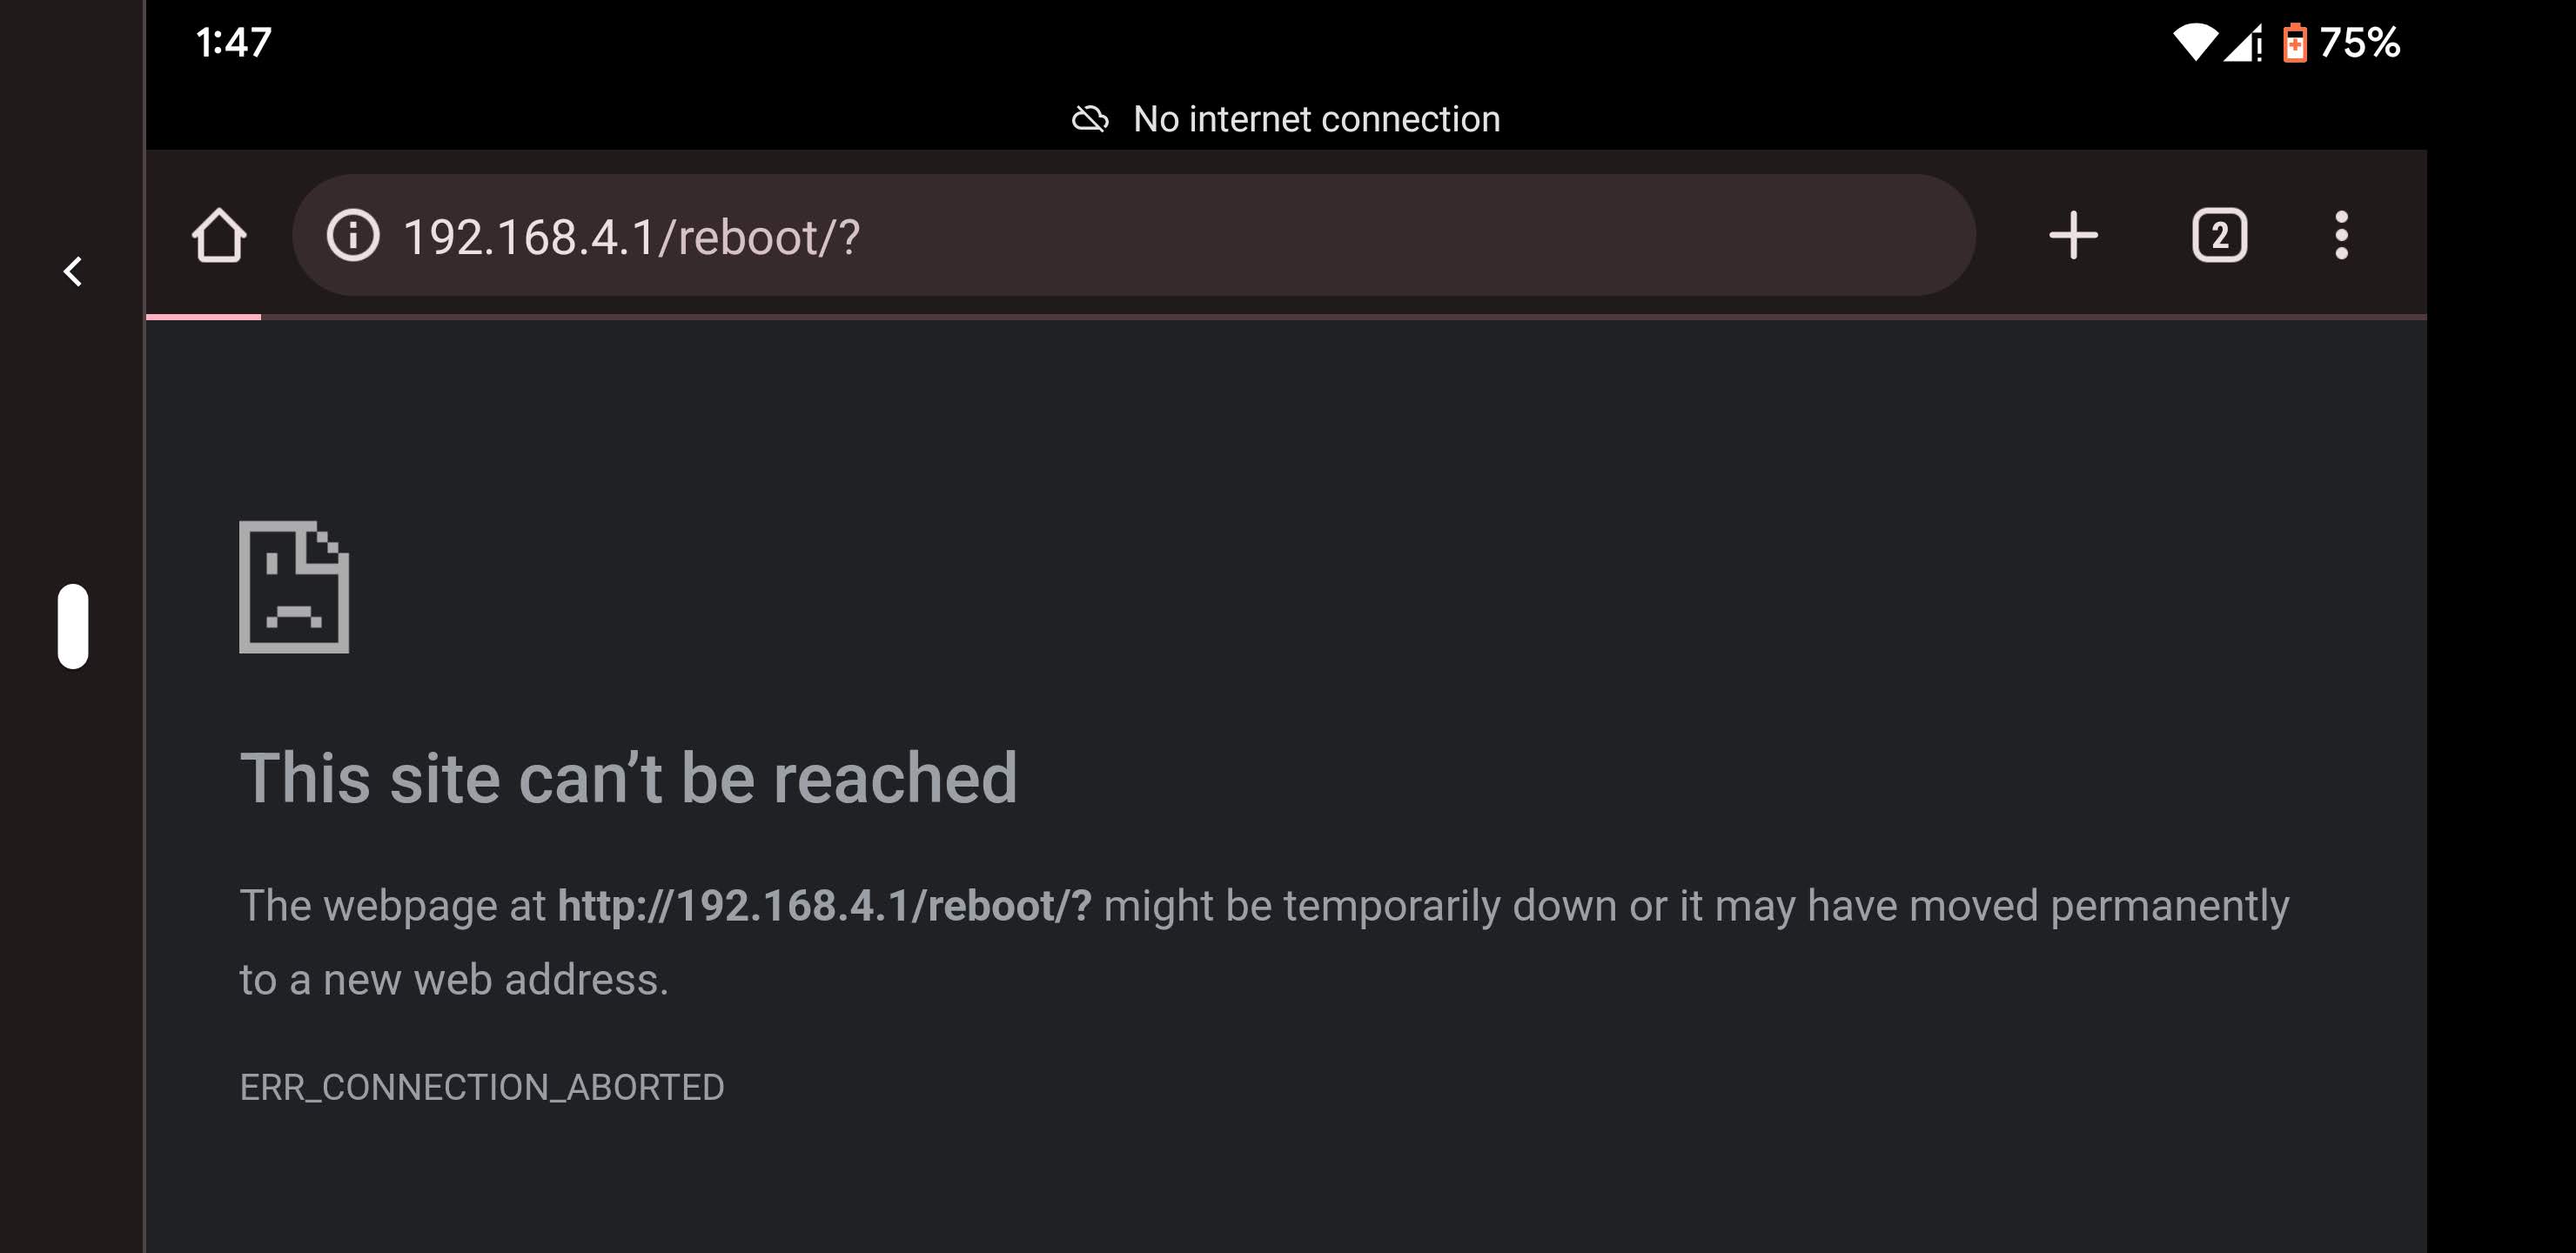 1:47
75%
No internet connection
192.168.4.1/reboot/?
2
This site can’t be reached
The webpage at http://192.168.4.1/reboot/? might be temporarily down or it may have moved permanently
to a new web address.
ERR_CONNECTION_ABORTED